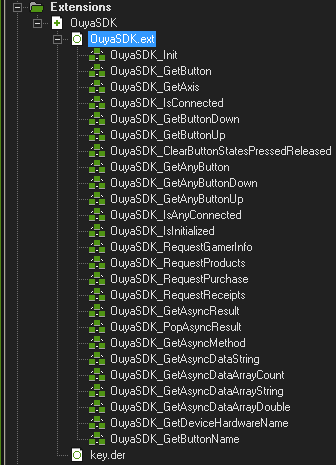 Extensions
OuyaSDK
OuyaSDK.ext
OuyaSDK_Init
OuyaSDK_GetButton
OuyaSDK_GetAxis
OuyaSDK_IsConnected
OuyaSDK_GetButtonDown
OuyaSDK_GetButtonUp
OuyaSDK_ClearButtonStatesPressedReleased
OuyaSDK_GetAnyButton
OuyaSDK_GetAnyButtonDown
OuyaSDK_GetAnyButtonUp
OuyaSDK_IsAnyConnected
OuyaSDK_IsInitialized
OuyaSDK_RequestGamerInfo
OuyaSDK_RequestProducts
OuyaSDK_RequestPurchase
OuyaSDK_RequestReceipts
OuyaSDK_GetAsyncResult
OuyaSDK_PopAsyncResult
OuyaSDK_GetAsyncMethod
OuyaSDK_GetAsyncDataString
OuyaSDK_GetAsyncDataArrayCount
OuyaSDK_GetAsyncDataArrayString
OuyaSDK_GetAsyncDataArrayDouble
OuyaSDK_GetDeviceHardwareName
OuyaSDK_GetButtonName
key.der